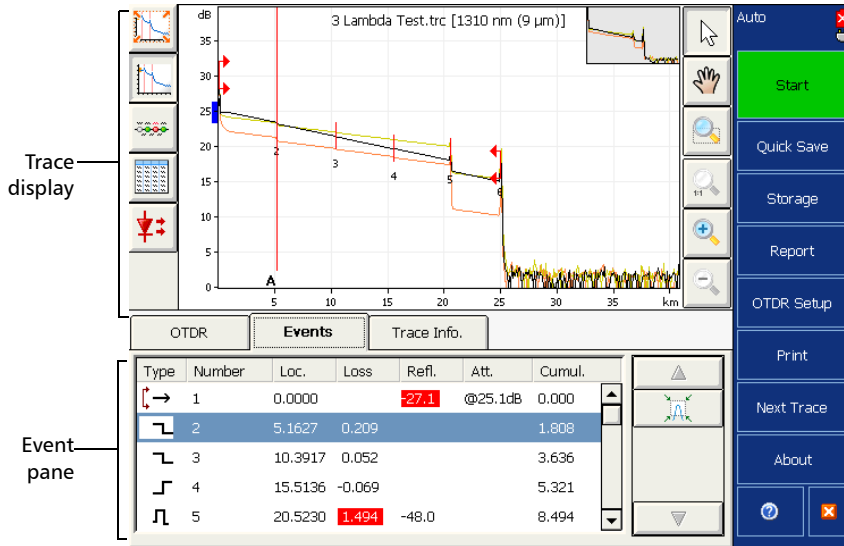 dB
3 Lambda Test.trc [1310 nm (9 µm)]
35
30
25
20
15
10
5
0
2
3
4
5
6
A
5
10
15
20
25
30
35
km
1:1
Trace
display
Auto
Start
Quick Save
Storage
Report
OTDR Setup
Print
Next Trace
About
OTDR
Events
Trace Info.
Type Number Loc. Loss Refl. Att. Cumul.
1 0.0000 -27.1 @25.1dB 0.000
2 5.1627 0.209 1.808
3 10.3917 0.052 3.636
4 15.5136 -0.069 5.321
5 20.5230 1.494 -48.0 8.494
Event
pane